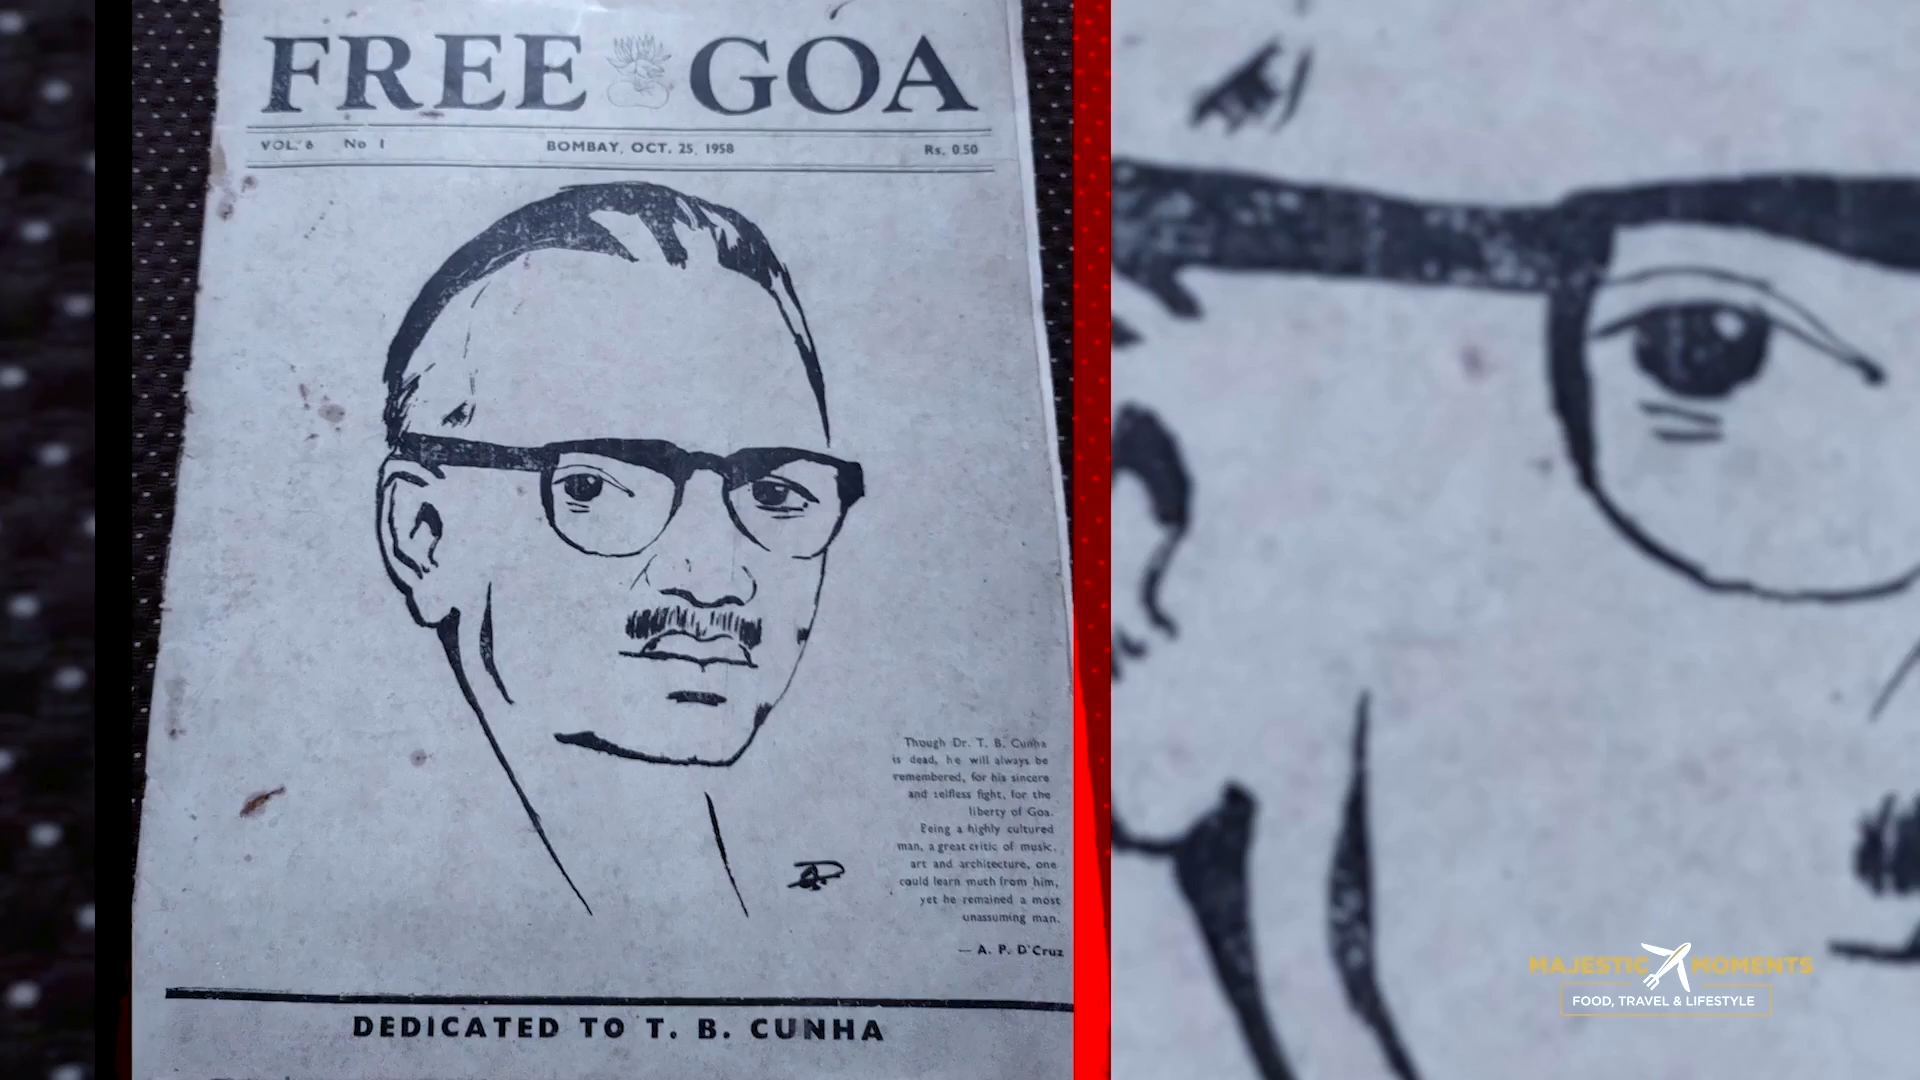 FREE GOA
VOL. 6 No 1 BOMBAY, OCT. 25, 1958 Rs. 0.50
Though Dr. T. B. Cunha
is dead, he will always be
remembered, for his sincere
and selfless fight, for the
liberty of Goa.
Being a highly cultured
man, a great critic of music,
art and architecture, one
could learn much from him,
yet he remained a most
unassuming man.
— A. P. D'Cruz
DEDICATED TO T. B. CUNHA
MAJESTIC MOMENTS
FOOD, TRAVEL & LIFESTYLE